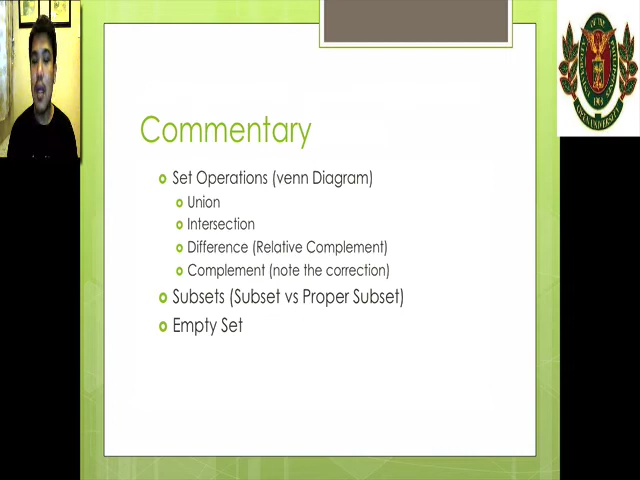 Commentary
Set Operations (venn Diagram)
Union
Intersection
Difference (Relative Complement)
Complement (note the correction)
Subsets (Subset vs Proper Subset)
Empty Set